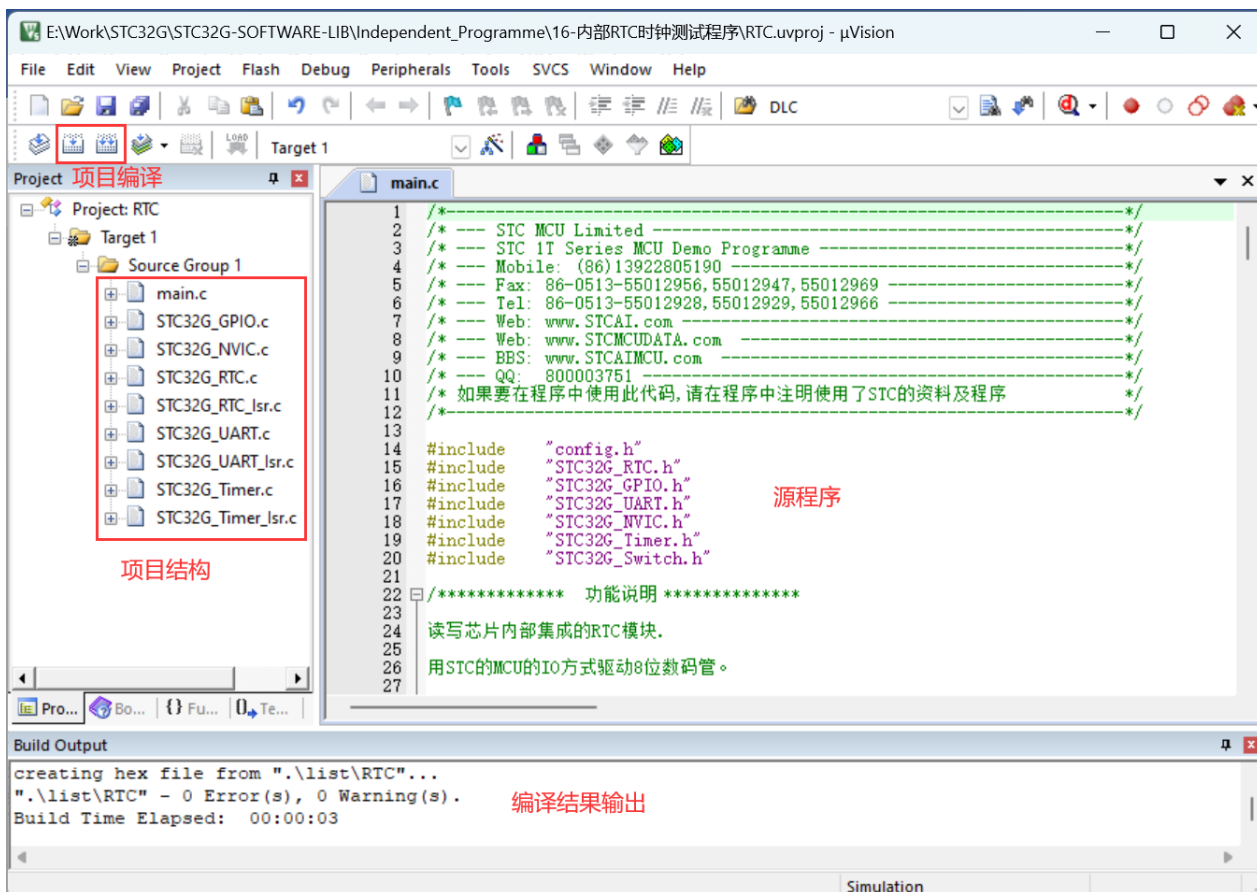 E:\Work\STC32G\STC32G-SOFTWARE-LIB\Independent_Programme\16-内部RTC时钟测试程序\RTC.uvproj - µVision
File Edit View Project Flash Debug Peripherals Tools SVCS Window Help
DLC
LOAD
Target 1
Project 项目编译
main.c
Project: RTC
Target 1
Source Group 1
main.c
STC32G_GPIO.c
STC32G_NVIC.c
STC32G_RTC.c
STC32G_RTC_Isr.c
STC32G_UART.c
STC32G_UART_Isr.c
STC32G_Timer.c
STC32G_Timer_Isr.c
项目结构
1 /*---------------------------------------------------------------------*/
2 /* --- STC MCU Limited ------------------------------------------------*/
3 /* --- STC 1T Series MCU Demo Programme -------------------------------*/
4 /* --- Mobile: (86)13922805190 ----------------------------------------*/
5 /* --- Fax: 86-0513-55012956,55012947,55012969 ------------------------*/
6 /* --- Tel: 86-0513-55012928,55012929,55012966 ------------------------*/
7 /* --- Web: www.STCAI.com ---------------------------------------------*/
8 /* --- Web: www.STCMCUDATA.com ---------------------------------------*/
9 /* --- BBS: www.STCAIMCU.com -----------------------------------------*/
10 /* --- QQ: 800003751 -------------------------------------------------*/
11 /* 如果要在程序中使用此代码,请在程序中注明使用了STC的资料及程序 */
12 /*---------------------------------------------------------------------*/
13
14 #include "config.h"
15 #include "STC32G_RTC.h"
16 #include "STC32G_GPIO.h"
17 #include "STC32G_UART.h"
18 #include "STC32G_NVIC.h"
19 #include "STC32G_Timer.h"
20 #include "STC32G_Switch.h"
源程序
21
22 /************* 功能说明 **************
23
24 读写芯片内部集成的RTC模块.
25
26 用STC的MCU的IO方式驱动8位数码管。
27
Pro... Bo... {} Fu... Te...
Build Output
creating hex file from ".\list\RTC"...
".\list\RTC" - 0 Error(s), 0 Warning(s).
Build Time Elapsed: 00:00:03
编译结果输出
Simulation